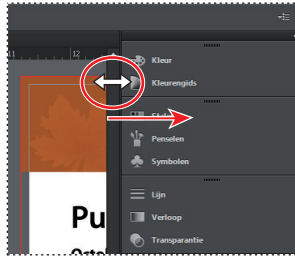 11
12
Kleur
Kleurengids
Penselen
Symbolen
Lijn
Pu
Verloop
Transparantie